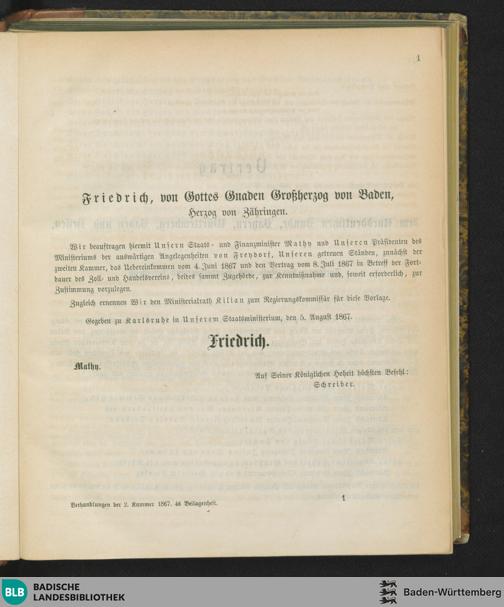 1
Friedrich, von Gottes Gnaden Großherzog von Baden,
Herzog von Zähringen.
Wir beauftragen hiermit Unsern Staats- und Finanzminister Mathy und Unseren Präsidenten des
Ministeriums der auswärtigen Angelegenheiten von Freydorf, Unseren getreuen Ständen, zunächst der
zweiten Kammer, das Uebereinkommen vom 4. Juni 1867 und den Vertrag vom 8. Juli 1867 in Betreff der Fort-
dauer des Zoll- und Handelsvereins, beides sammt Zugehörde, zur Kenntnißnahme und, soweit erforderlich, zur
Zustimmung vorzulegen.
Zugleich ernennen Wir den Ministerialrath Kilian zum Regierungskommissär für diese Vorlage.
Gegeben zu Karlsruhe in Unserem Staatsministerium, den 5. August 1867.
Friedrich.
Mathy.
Auf Seiner Königlichen Hoheit höchsten Befehl:
Schreiber.
Verhandlungen der 2. Kammer 1867. 4s Beilagenheft.
1
BLB BADISCHE
LANDESBIBLIOTHEK
Baden-Württemberg